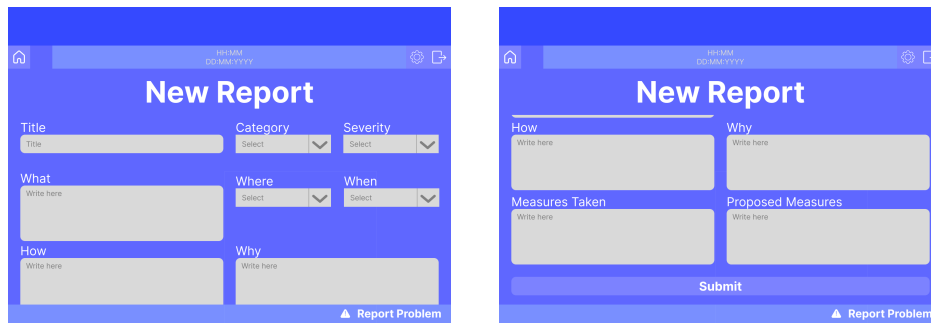 HH:MM
DD:MM:YYYY
New Report
Title
Title
Category
Select
Severity
Select
What
Write here
Where
Select
When
Select
How
Write here
Why
Write here
Report Problem
HH:MM
DD:MM:YYYY
New Report
How
Write here
Why
Write here
Measures Taken
Write here
Proposed Measures
Write here
Submit
Report Problem